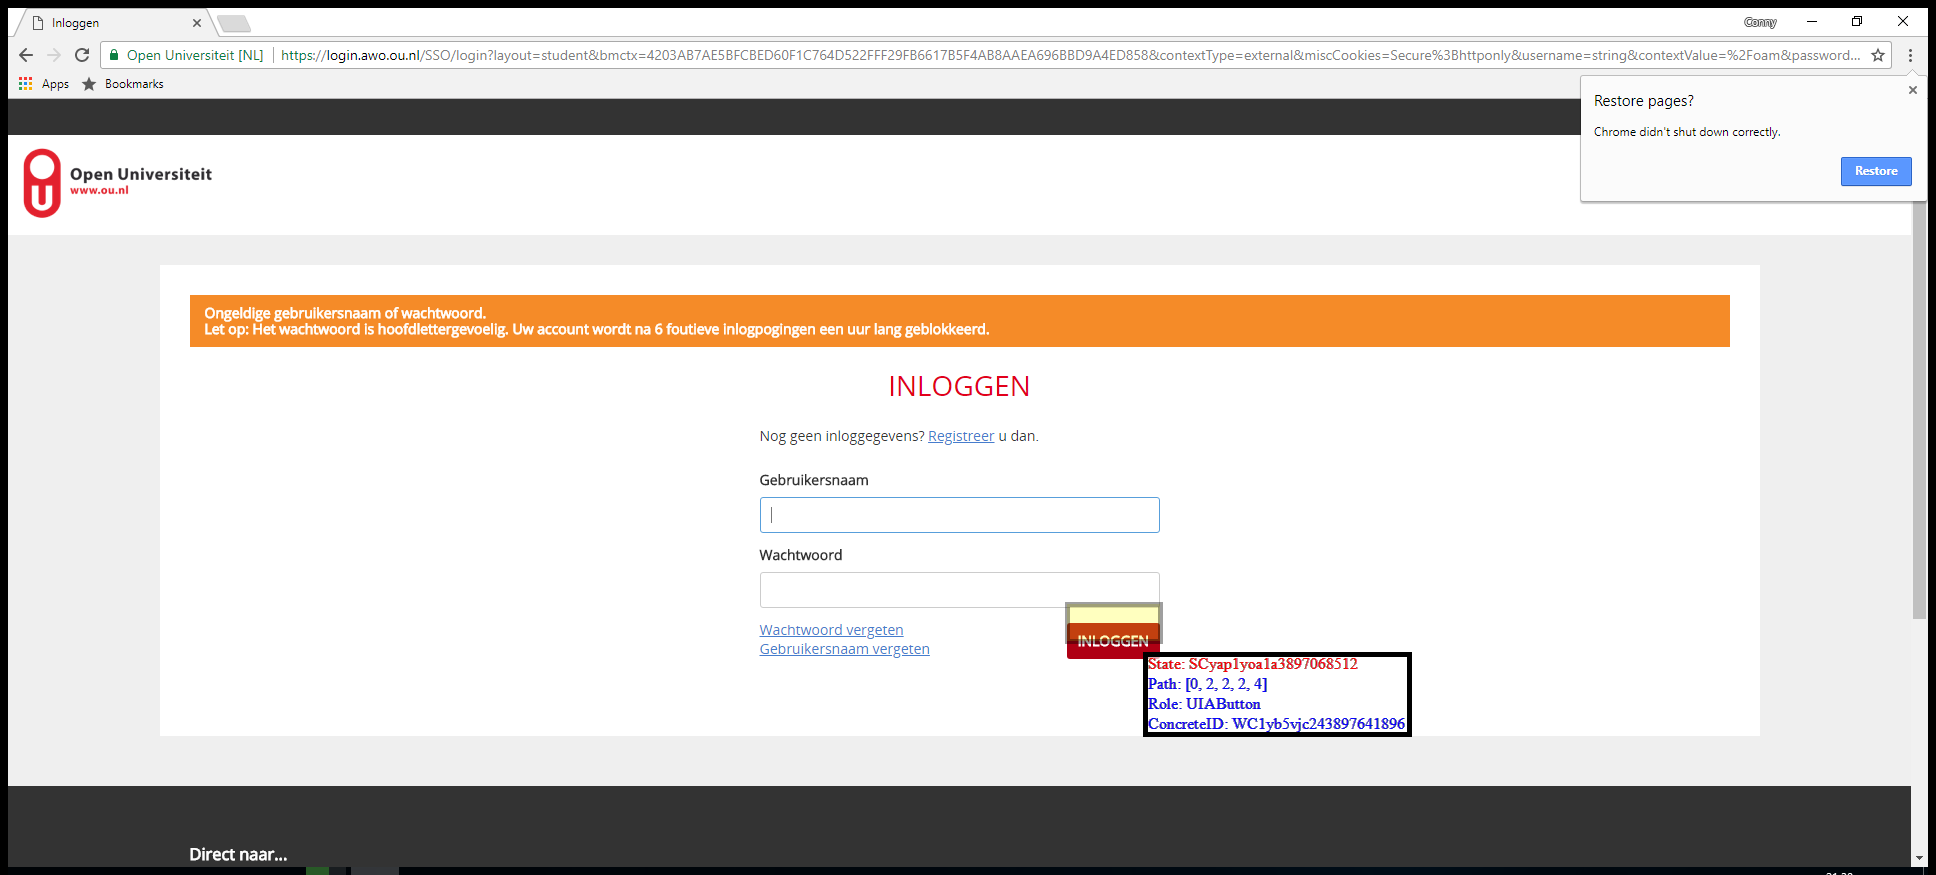 Inloggen
Conny
Open Universiteit [NL]
https://login.awo.ou.nl/SSO/login?layout=student&bmctx=4203AB7AE5BFCBED60F1C764D522FFF29FB6617B5F4AB8AAEA696BBD9A4ED858&contextType=external&miscCookies=Secure%3Bhttponly&username=string&contextValue=%2Foam&password...
Apps
Bookmarks
Restore pages?
Chrome didn't shut down correctly.
Restore
Open Universiteit
www.ou.nl
Ongeldige gebruikersnaam of wachtwoord.
Let op: Het wachtwoord is hoofdlettergevoelig. Uw account wordt na 6 foutieve inlogpogingen een uur lang geblokkeerd.
INLOGGEN
Nog geen inloggegevens? Registreer u dan.
Gebruikersnaam
Wachtwoord
Wachtwoord vergeten
Gebruikersnaam vergeten
INLOGGEN
State: SCyap1yoa1a3897068512
Path: [0, 2, 2, 2, 4]
Role: UIAButton
ConcreteID: WC1yb5vjc243897641896
Direct naar...